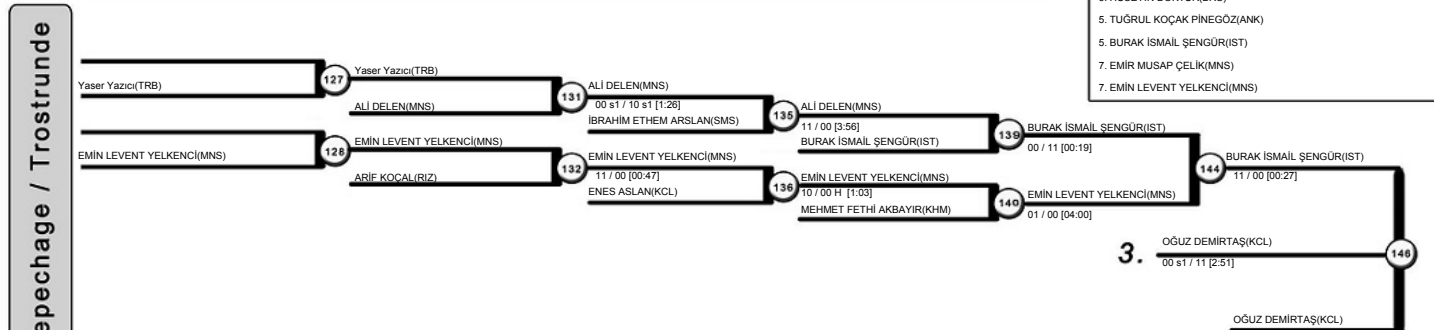 5. TUĞRUL KOÇAK PİNEGÖZ(ANK)
5. BURAK İSMAİL ŞENGÜR(IST)
7. EMİR MUSAP ÇELİK(MNS)
7. EMİN LEVENT YELKENCİ(MNS)
epechage / Trostrunde
Yaser Yazıcı(TRB)
127
Yaser Yazıcı(TRB)
ALİ DELEN(MNS)
131
ALİ DELEN(MNS)
00 s1 / 10 s1 [1:26]
İBRAHİM ETHEM ARSLAN(SMS)
135
ALİ DELEN(MNS)
11 / 00 [3:56]
BURAK İSMAİL ŞENGÜR(IST)
139
BURAK İSMAİL ŞENGÜR(IST)
00 / 11 [00:19]
EMİN LEVENT YELKENCİ(MNS)
128
EMİN LEVENT YELKENCİ(MNS)
ARİF KOÇAL(RIZ)
132
EMİN LEVENT YELKENCİ(MNS)
11 / 00 [00:47]
ENES ASLAN(KCL)
136
EMİN LEVENT YELKENCİ(MNS)
10 / 00 H [1:03]
MEHMET FETHİ AKBAYIR(KHM)
140
EMİN LEVENT YELKENCİ(MNS)
01 / 00 [04:00]
144
BURAK İSMAİL ŞENGÜR(IST)
11 / 00 [00:27]
3.
OĞUZ DEMİRTAŞ(KCL)
00 s1 / 11 [2:51]
146
OĞUZ DEMİRTAŞ(KCL)